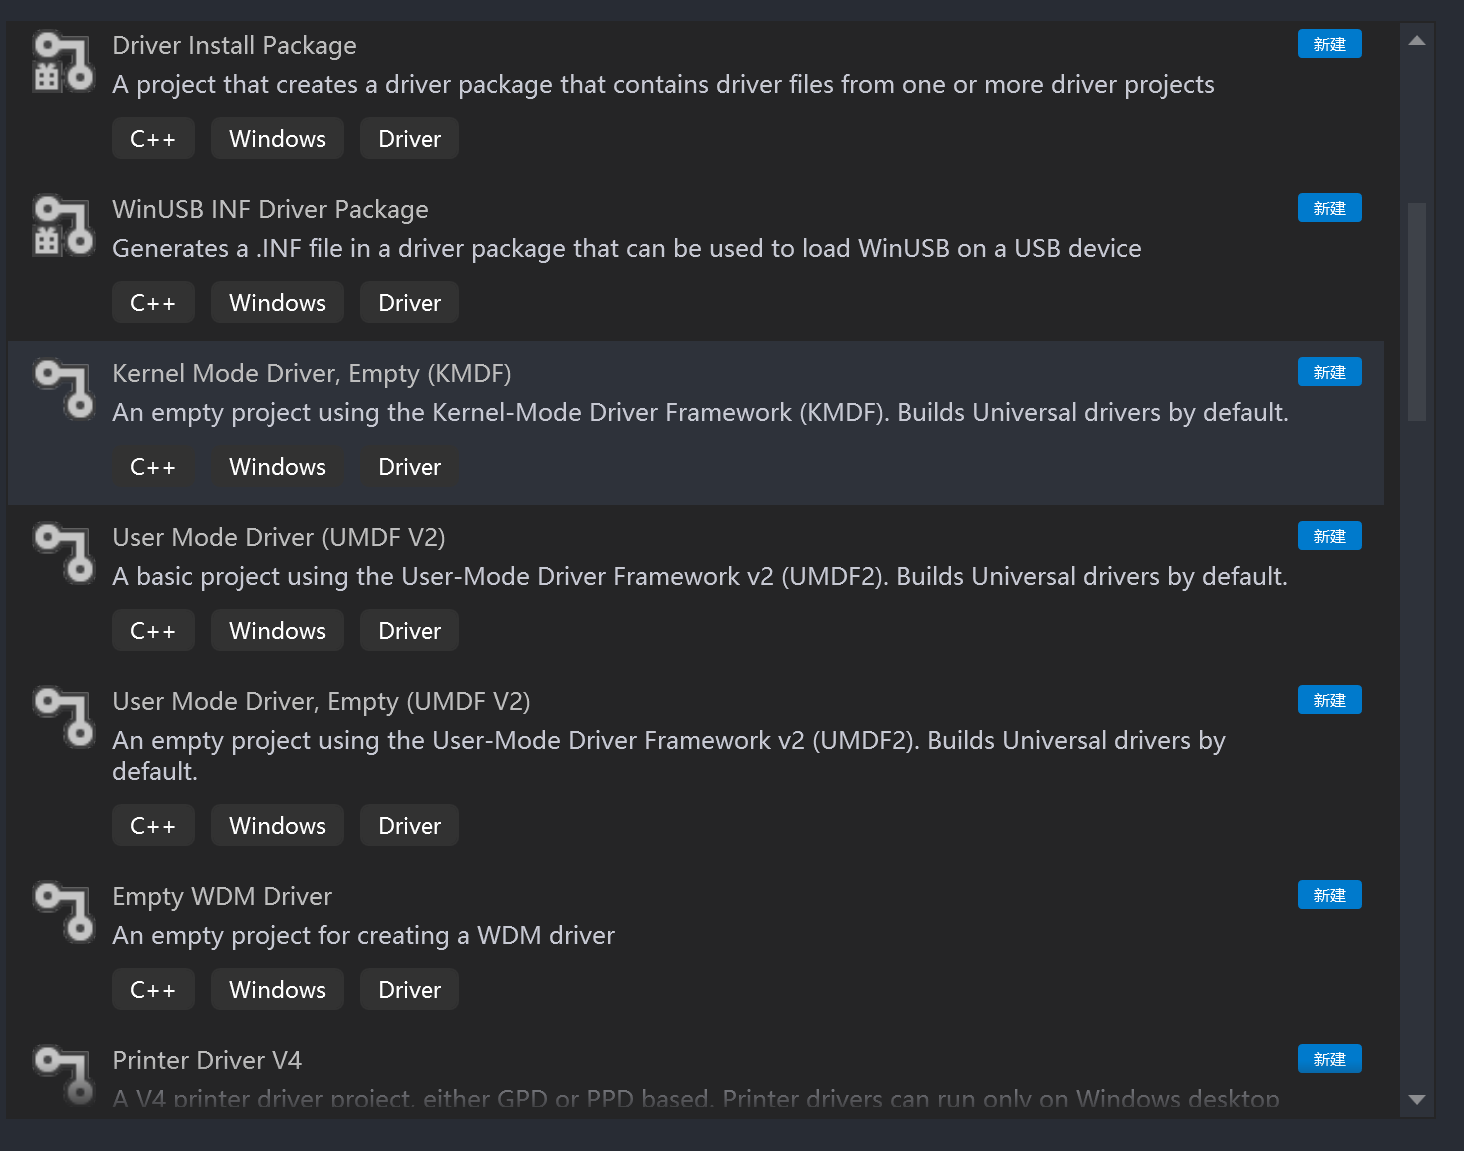 Driver Install Package
新建
A project that creates a driver package that contains driver files from one or more driver projects
C++ Windows Driver
WinUSB INF Driver Package
新建
Generates a .INF file in a driver package that can be used to load WinUSB on a USB device
C++ Windows Driver
Kernel Mode Driver, Empty (KMDF)
新建
An empty project using the Kernel-Mode Driver Framework (KMDF). Builds Universal drivers by default.
C++ Windows Driver
User Mode Driver (UMDF V2)
新建
A basic project using the User-Mode Driver Framework v2 (UMDF2). Builds Universal drivers by default.
C++ Windows Driver
User Mode Driver, Empty (UMDF V2)
新建
An empty project using the User-Mode Driver Framework v2 (UMDF2). Builds Universal drivers by
default.
C++ Windows Driver
Empty WDM Driver
新建
An empty project for creating a WDM driver
C++ Windows Driver
Printer Driver V4
新建
A V4 printer driver project, either GPD or PPD based. Printer drivers can run only on Windows desktop